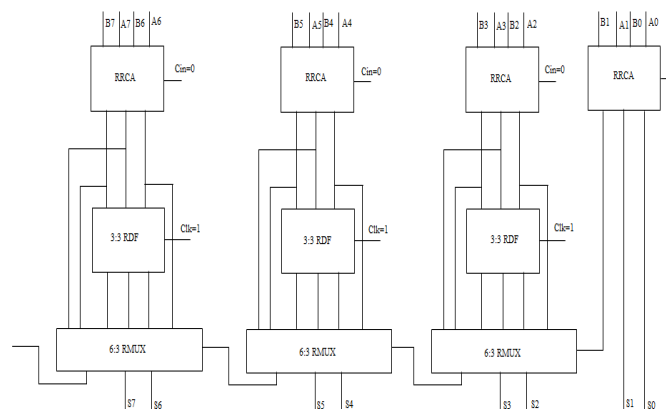 B7 A7 B6 A6 B5 A5 B4 A4 B3 A3 B2 A2 B1 A1 B0 A0
RRCA Cin=0 RRCA Cin=0 RRCA Cin=0 RRCA
3:3 RDF Clk=1 3:3 RDF Clk=1 3:3 RDF Clk=1
6:3 RMUX 6:3 RMUX 6:3 RMUX
S7 S6 S5 S4 S3 S2 S1 S0